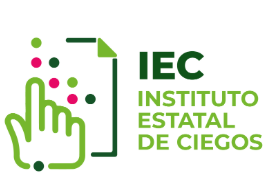 IEC
INSTITUTO
ESTATAL
DE CIEGOS